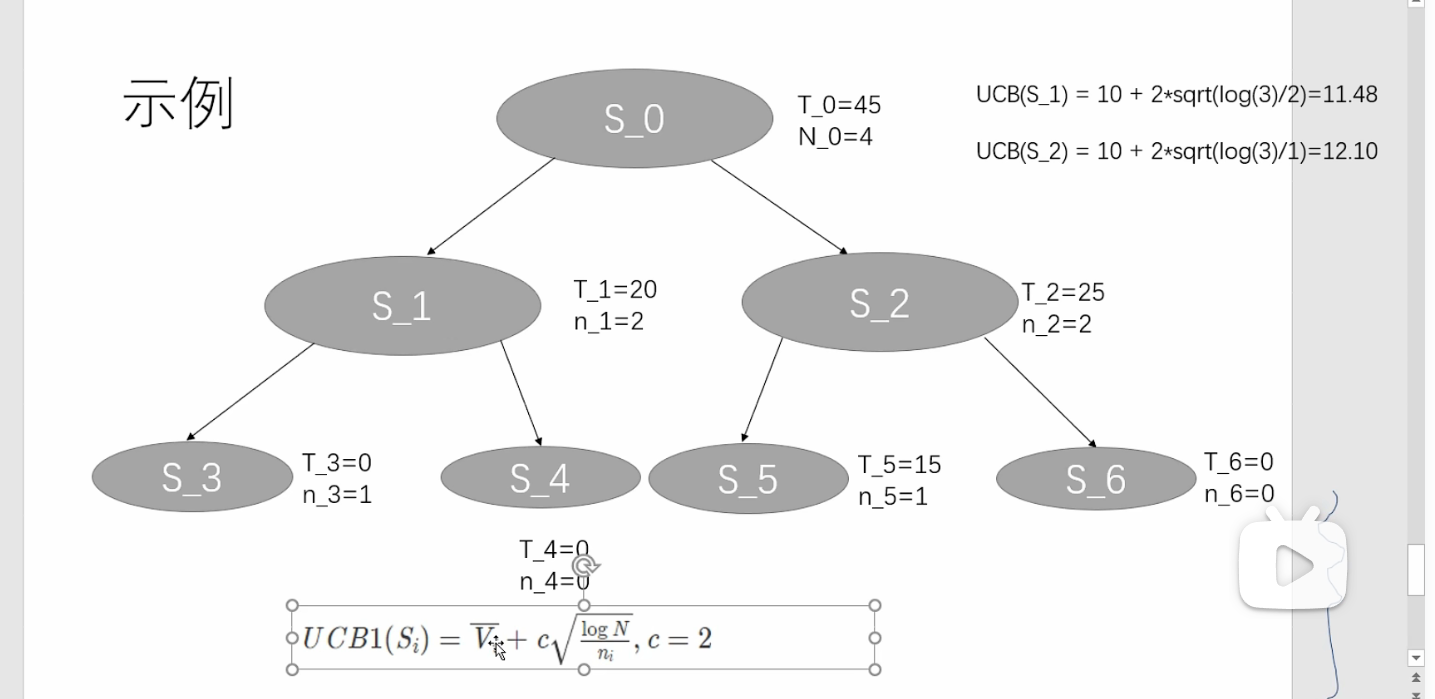 示例
S_0
T_0=45
N_0=4
UCB(S_1) = 10 + 2*sqrt(log(3)/2)=11.48
UCB(S_2) = 10 + 2*sqrt(log(3)/1)=12.10
S_1
T_1=20
n_1=2
S_2
T_2=25
n_2=2
S_3
T_3=0
n_3=1
S_4
S_5
T_5=15
n_5=1
S_6
T_6=0
n_6=0
T_4=0
n_4=0
UCB1(S_i) = \overline{V_i} + c\sqrt{\frac{\log N}{n_i}}, c = 2